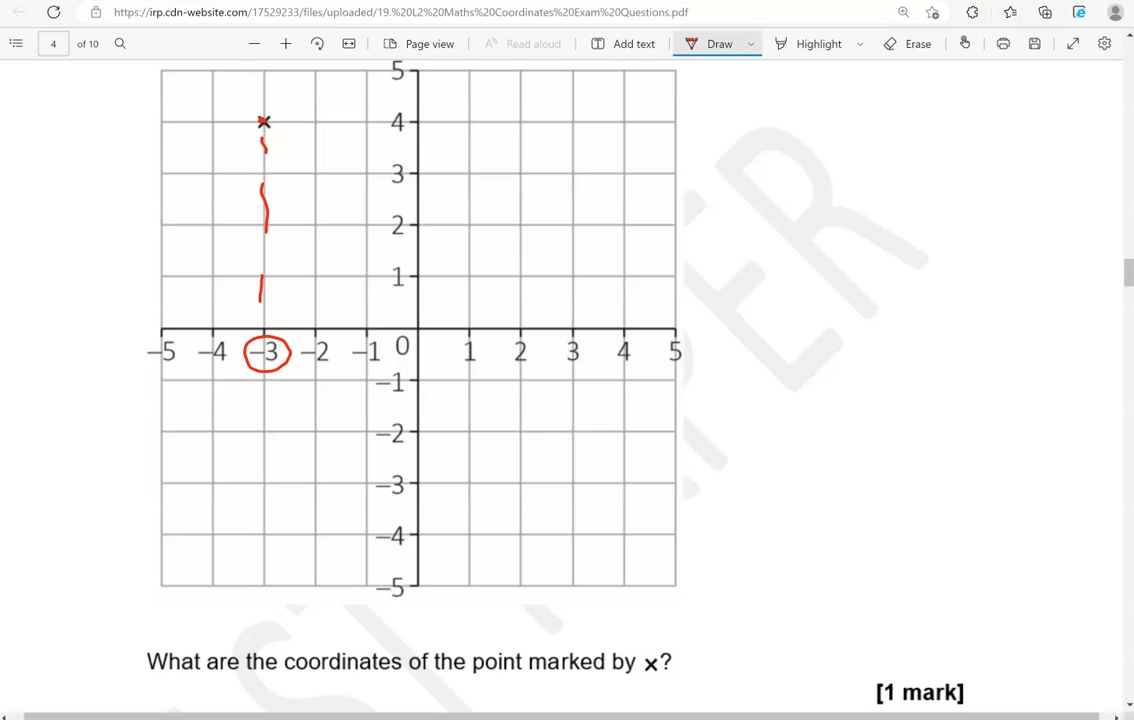 https://irp.cdn-website.com/17529233/files/uploaded/19.%20L2%20Maths%20Coordinates%20Exam%20Questions.pdf
4 of 10 Page view Read aloud Add text Draw Highlight Erase
5
4
3
2
1
−5 −4 −3 −2 −1 0 1 2 3 4 5
−1
−2
−3
−4
−5
What are the coordinates of the point marked by ×?
[1 mark]